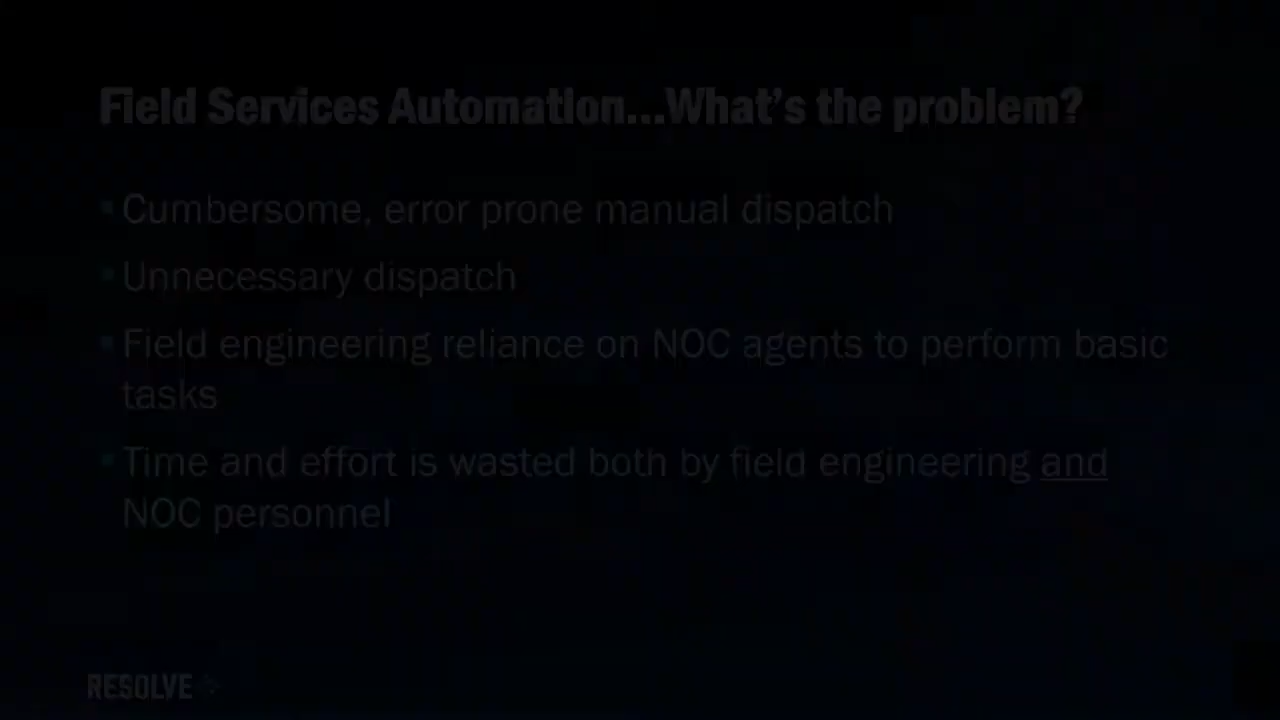 Field Services Automation...What's the problem?
Cumbersome, error prone manual dispatch
Unnecessary dispatch
Field engineering reliance on NOC agents to perform basic
tasks
Time and effort is wasted both by field engineering and
NOC personnel
RESOLVE